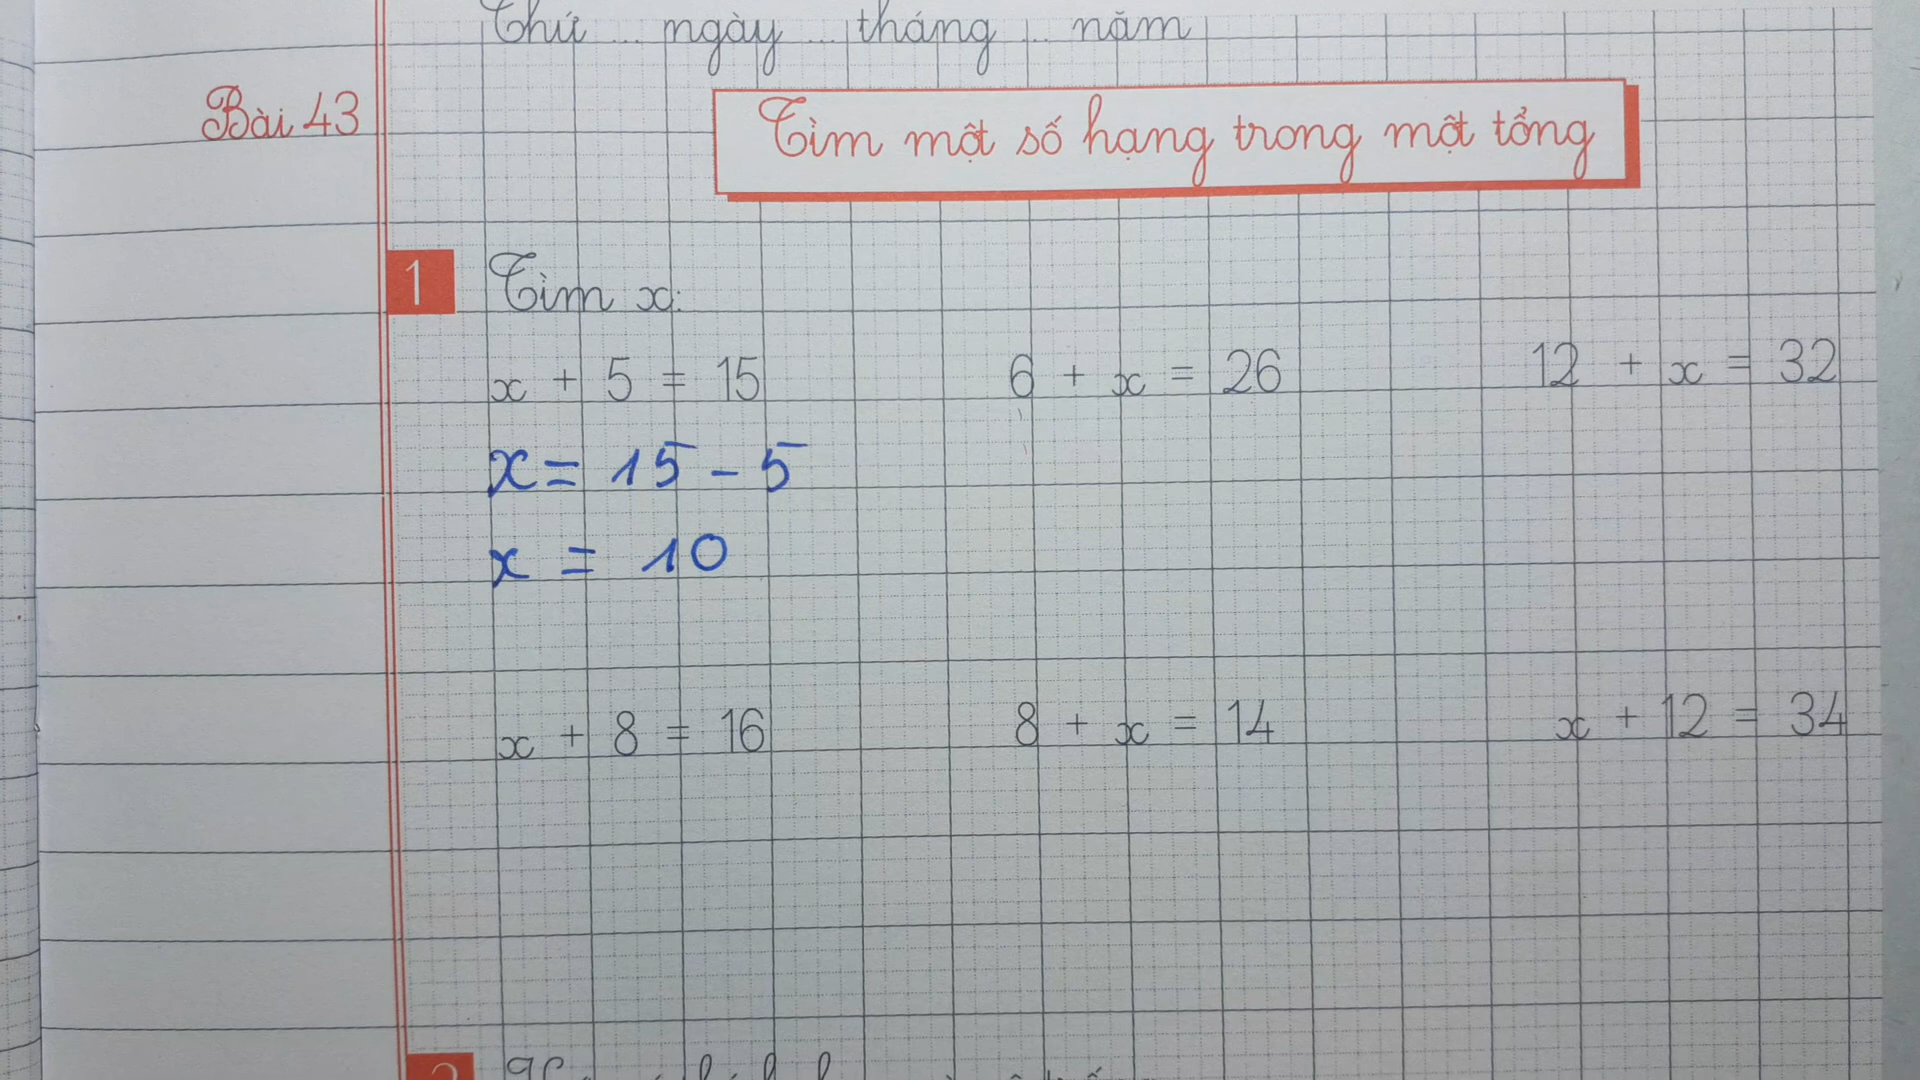 Thứ ... ngày ... tháng ... năm
Bài 43
Tìm một số hạng trong một tổng
1 Tìm x:
x + 5 = 15 6 + x = 26 12 + x = 32
x = 15 - 5
x = 10
x + 8 = 16 8 + x = 14 x + 12 = 34